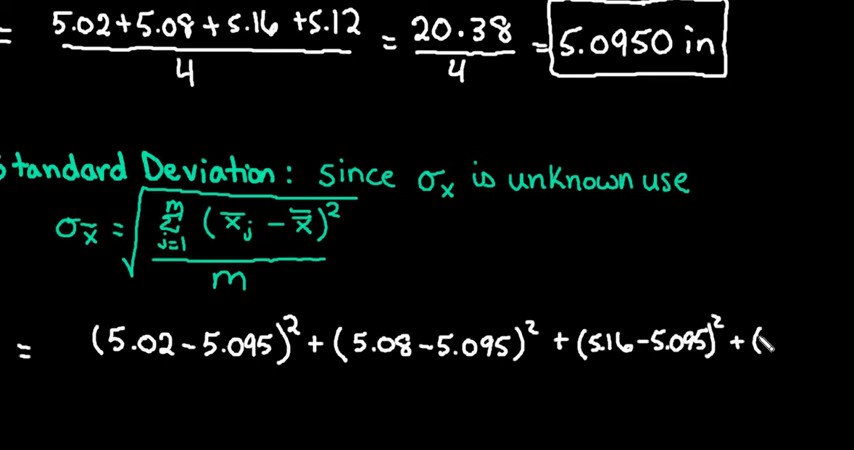 = 5.02+5.08+5.16+5.12 / 4 = 20.38 / 4 = 5.0950 in
Standard Deviation: Since σx is unknown use
σx̄ = √( Σ_{j=1}^{m} (x̄j − x̿)² / m )
= (5.02 − 5.095)² + (5.08 − 5.095)² + (5.16 − 5.095)² + (